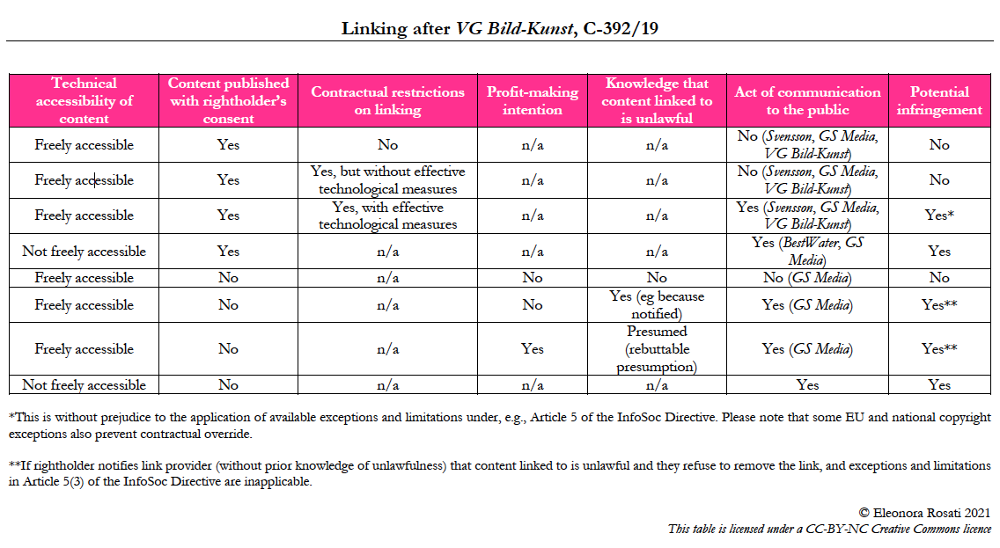 Linking after VG Bild-Kunst, C-392/19
Technical accessibility of content | Content published with rightholder's consent | Contractual restrictions on linking | Profit-making intention | Knowledge that content linked to is unlawful | Act of communication to the public | Potential infringement
Freely accessible | Yes | No | n/a | n/a | No (Svensson, GS Media, VG Bild-Kunst) | No
Freely accessible | Yes | Yes, but without effective technological measures | n/a | n/a | No (Svensson, GS Media, VG Bild-Kunst) | No
Freely accessible | Yes | Yes, with effective technological measures | n/a | n/a | Yes (Svensson, GS Media, VG Bild-Kunst) | Yes*
Not freely accessible | Yes | n/a | n/a | n/a | Yes (BestWater, GS Media) | Yes
Freely accessible | No | n/a | No | No | No (GS Media) | No
Freely accessible | No | n/a | No | Yes (eg because notified) | Yes (GS Media) | Yes**
Freely accessible | No | n/a | Yes | Presumed (rebuttable presumption) | Yes (GS Media) | Yes**
Not freely accessible | No | n/a | n/a | n/a | Yes | Yes
*This is without prejudice to the application of available exceptions and limitations under, e.g., Article 5 of the InfoSoc Directive. Please note that some EU and national copyright
exceptions also prevent contractual override.
**If rightholder notifies link provider (without prior knowledge of unlawfulness) that content linked to is unlawful and they refuse to remove the link, and exceptions and limitations
in Article 5(3) of the InfoSoc Directive are inapplicable.
© Eleonora Rosati 2021
This table is licensed under a CC-BY-NC Creative Commons licence